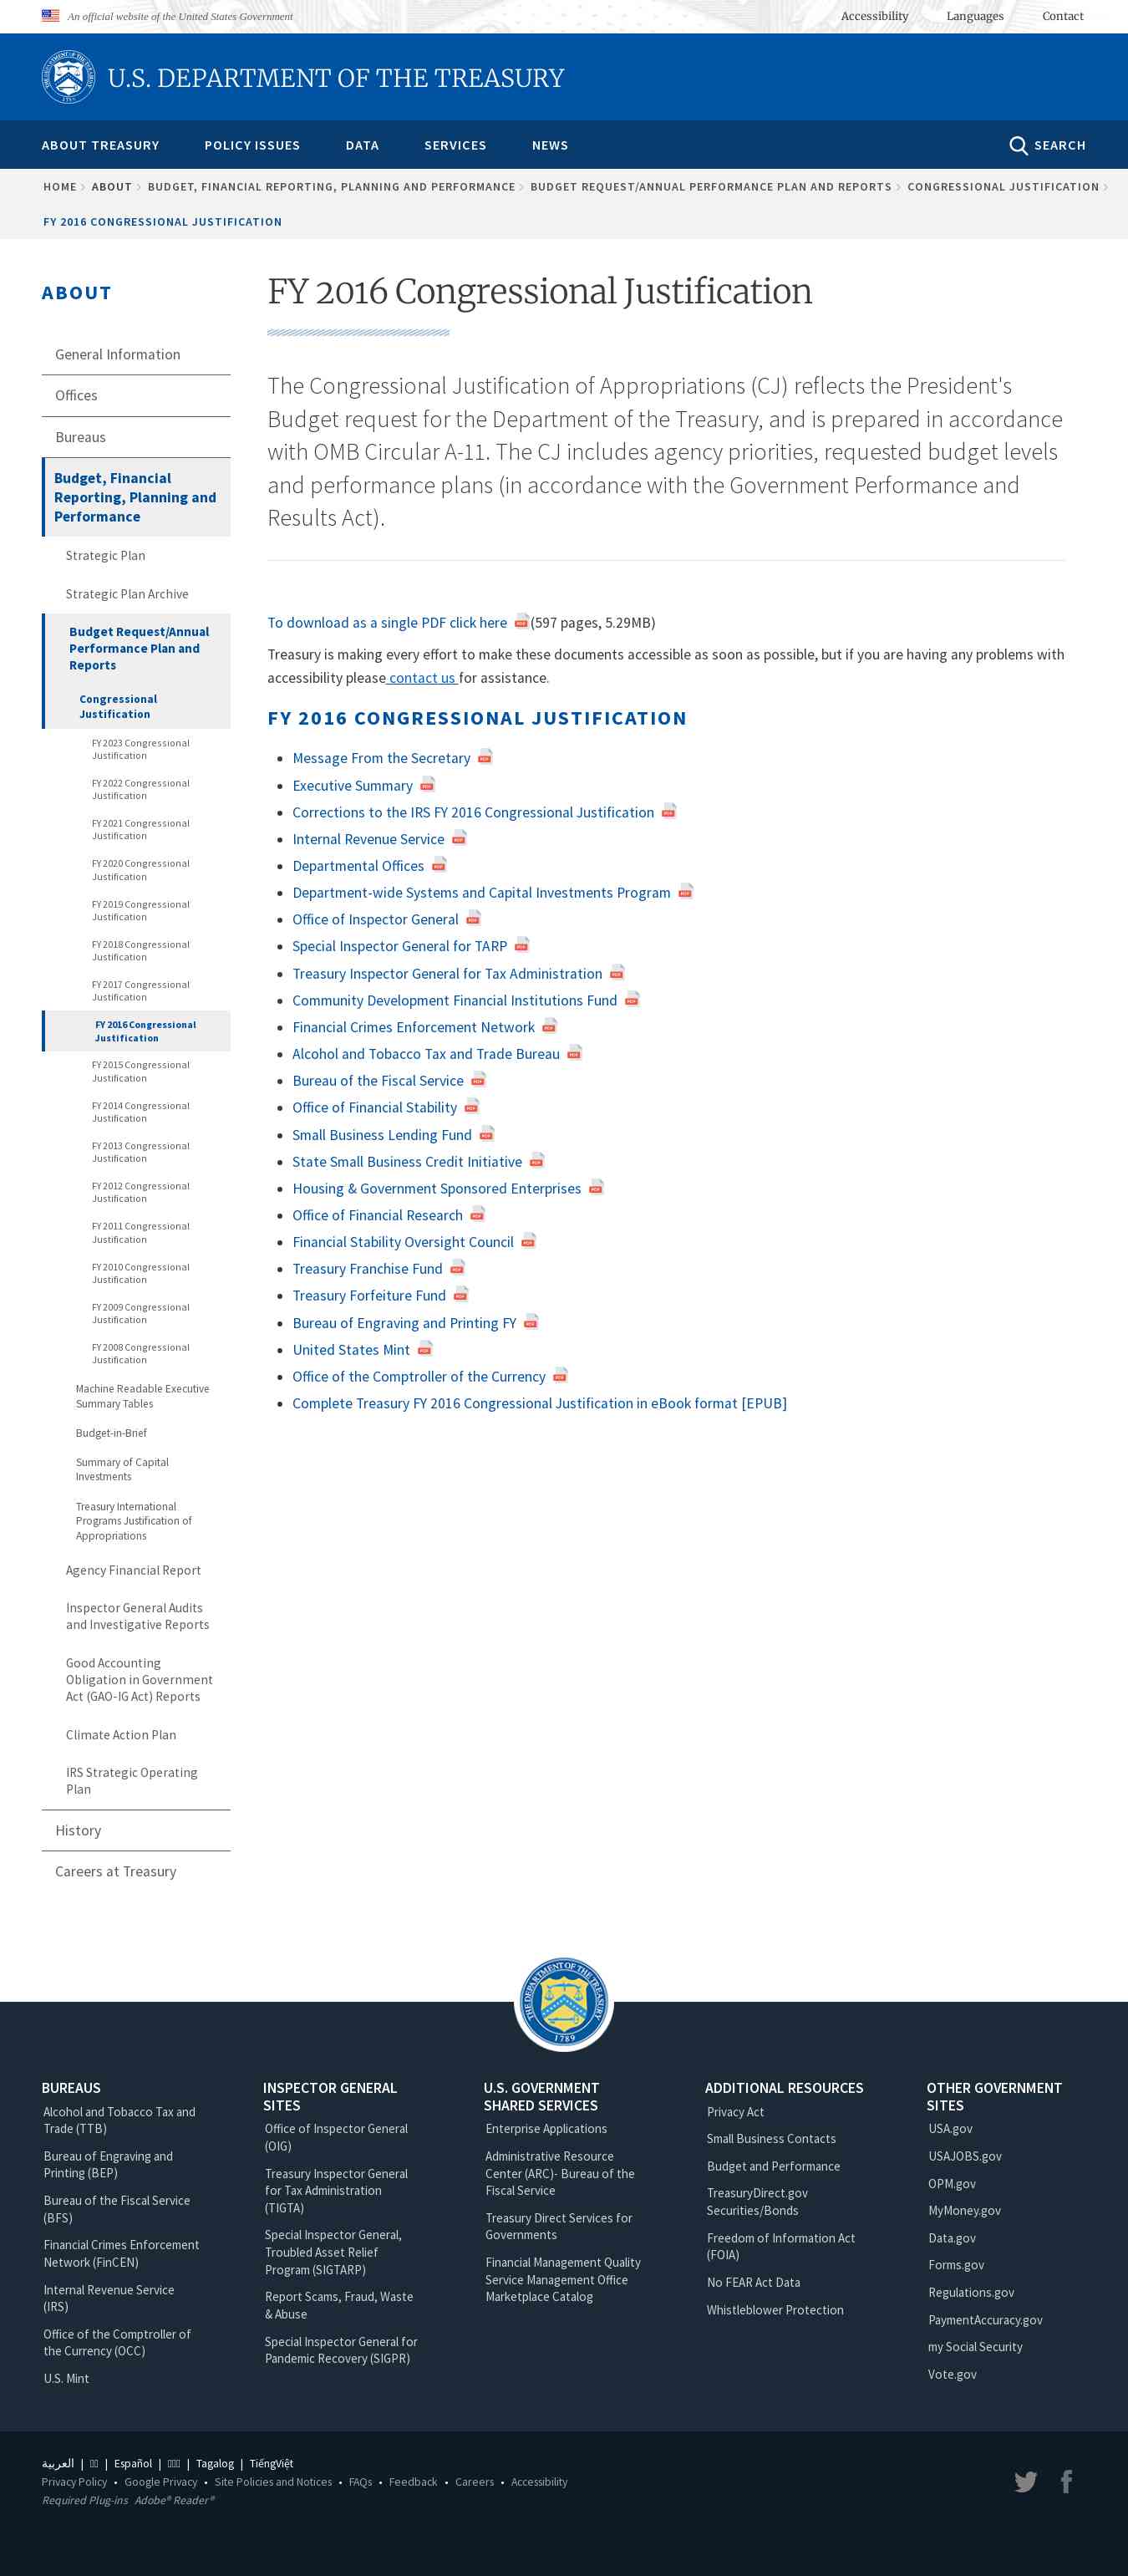 An official website of the United States Government
Accessibility Languages Contact
U.S. DEPARTMENT OF THE TREASURY
ABOUT TREASURY POLICY ISSUES DATA SERVICES NEWS SEARCH
HOME ABOUT BUDGET, FINANCIAL REPORTING, PLANNING AND PERFORMANCE BUDGET REQUEST/ANNUAL PERFORMANCE PLAN AND REPORTS CONGRESSIONAL JUSTIFICATION
FY 2016 CONGRESSIONAL JUSTIFICATION
ABOUT
General Information
Offices
Bureaus
Budget, Financial
Reporting, Planning and
Performance
Strategic Plan
Strategic Plan Archive
Budget Request/Annual
Performance Plan and
Reports
Congressional
Justification
FY 2023 Congressional
Justification
FY 2022 Congressional
Justification
FY 2021 Congressional
Justification
FY 2020 Congressional
Justification
FY 2019 Congressional
Justification
FY 2018 Congressional
Justification
FY 2017 Congressional
Justification
FY 2016 Congressional
Justification
FY 2015 Congressional
Justification
FY 2014 Congressional
Justification
FY 2013 Congressional
Justification
FY 2012 Congressional
Justification
FY 2011 Congressional
Justification
FY 2010 Congressional
Justification
FY 2009 Congressional
Justification
FY 2008 Congressional
Justification
Machine Readable Executive
Summary Tables
Budget-in-Brief
Summary of Capital
Investments
Treasury International
Programs Justification of
Appropriations
Agency Financial Report
Inspector General Audits
and Investigative Reports
Good Accounting
Obligation in Government
Act (GAO-IG Act) Reports
Climate Action Plan
IRS Strategic Operating
Plan
History
Careers at Treasury
FY 2016 Congressional Justification
The Congressional Justification of Appropriations (CJ) reflects the President's
Budget request for the Department of the Treasury, and is prepared in accordance
with OMB Circular A-11. The CJ includes agency priorities, requested budget levels
and performance plans (in accordance with the Government Performance and
Results Act).
To download as a single PDF click here (597 pages, 5.29MB)
Treasury is making every effort to make these documents accessible as soon as possible, but if you are having any problems with
accessibility please contact us for assistance.
FY 2016 CONGRESSIONAL JUSTIFICATION
Message From the Secretary
Executive Summary
Corrections to the IRS FY 2016 Congressional Justification
Internal Revenue Service
Departmental Offices
Department-wide Systems and Capital Investments Program
Office of Inspector General
Special Inspector General for TARP
Treasury Inspector General for Tax Administration
Community Development Financial Institutions Fund
Financial Crimes Enforcement Network
Alcohol and Tobacco Tax and Trade Bureau
Bureau of the Fiscal Service
Office of Financial Stability
Small Business Lending Fund
State Small Business Credit Initiative
Housing & Government Sponsored Enterprises
Office of Financial Research
Financial Stability Oversight Council
Treasury Franchise Fund
Treasury Forfeiture Fund
Bureau of Engraving and Printing FY
United States Mint
Office of the Comptroller of the Currency
Complete Treasury FY 2016 Congressional Justification in eBook format [EPUB]
THE DEPARTMENT OF THE TREASURY
1789
BUREAUS
Alcohol and Tobacco Tax and
Trade (TTB)
Bureau of Engraving and
Printing (BEP)
Bureau of the Fiscal Service
(BFS)
Financial Crimes Enforcement
Network (FinCEN)
Internal Revenue Service
(IRS)
Office of the Comptroller of
the Currency (OCC)
U.S. Mint
INSPECTOR GENERAL
SITES
Office of Inspector General
(OIG)
Treasury Inspector General
for Tax Administration
(TIGTA)
Special Inspector General,
Troubled Asset Relief
Program (SIGTARP)
Report Scams, Fraud, Waste
& Abuse
Special Inspector General for
Pandemic Recovery (SIGPR)
U.S. GOVERNMENT
SHARED SERVICES
Enterprise Applications
Administrative Resource
Center (ARC)- Bureau of the
Fiscal Service
Treasury Direct Services for
Governments
Financial Management Quality
Service Management Office
Marketplace Catalog
ADDITIONAL RESOURCES
Privacy Act
Small Business Contacts
Budget and Performance
TreasuryDirect.gov
Securities/Bonds
Freedom of Information Act
(FOIA)
No FEAR Act Data
Whistleblower Protection
OTHER GOVERNMENT
SITES
USA.gov
USAJOBS.gov
OPM.gov
MyMoney.gov
Data.gov
Forms.gov
Regulations.gov
PaymentAccuracy.gov
my Social Security
Vote.gov
العربية | | Español | | Tagalog | TiếngViệt
Privacy Policy • Google Privacy • Site Policies and Notices • FAQs • Feedback • Careers • Accessibility
Required Plug-ins Adobe® Reader®